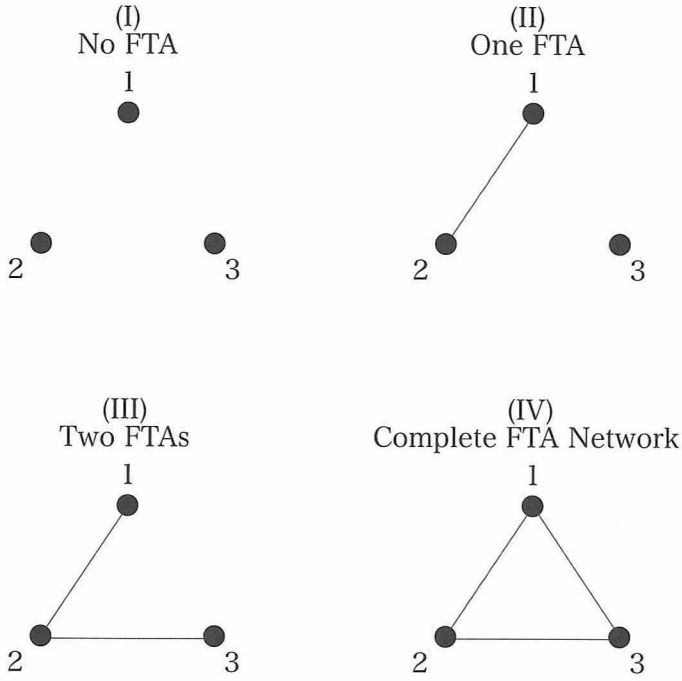 (I)
No FTA
1
2
3
(II)
One FTA
1
2
3
(III)
Two FTAs
1
2
3
(IV)
Complete FTA Network
1
2
3